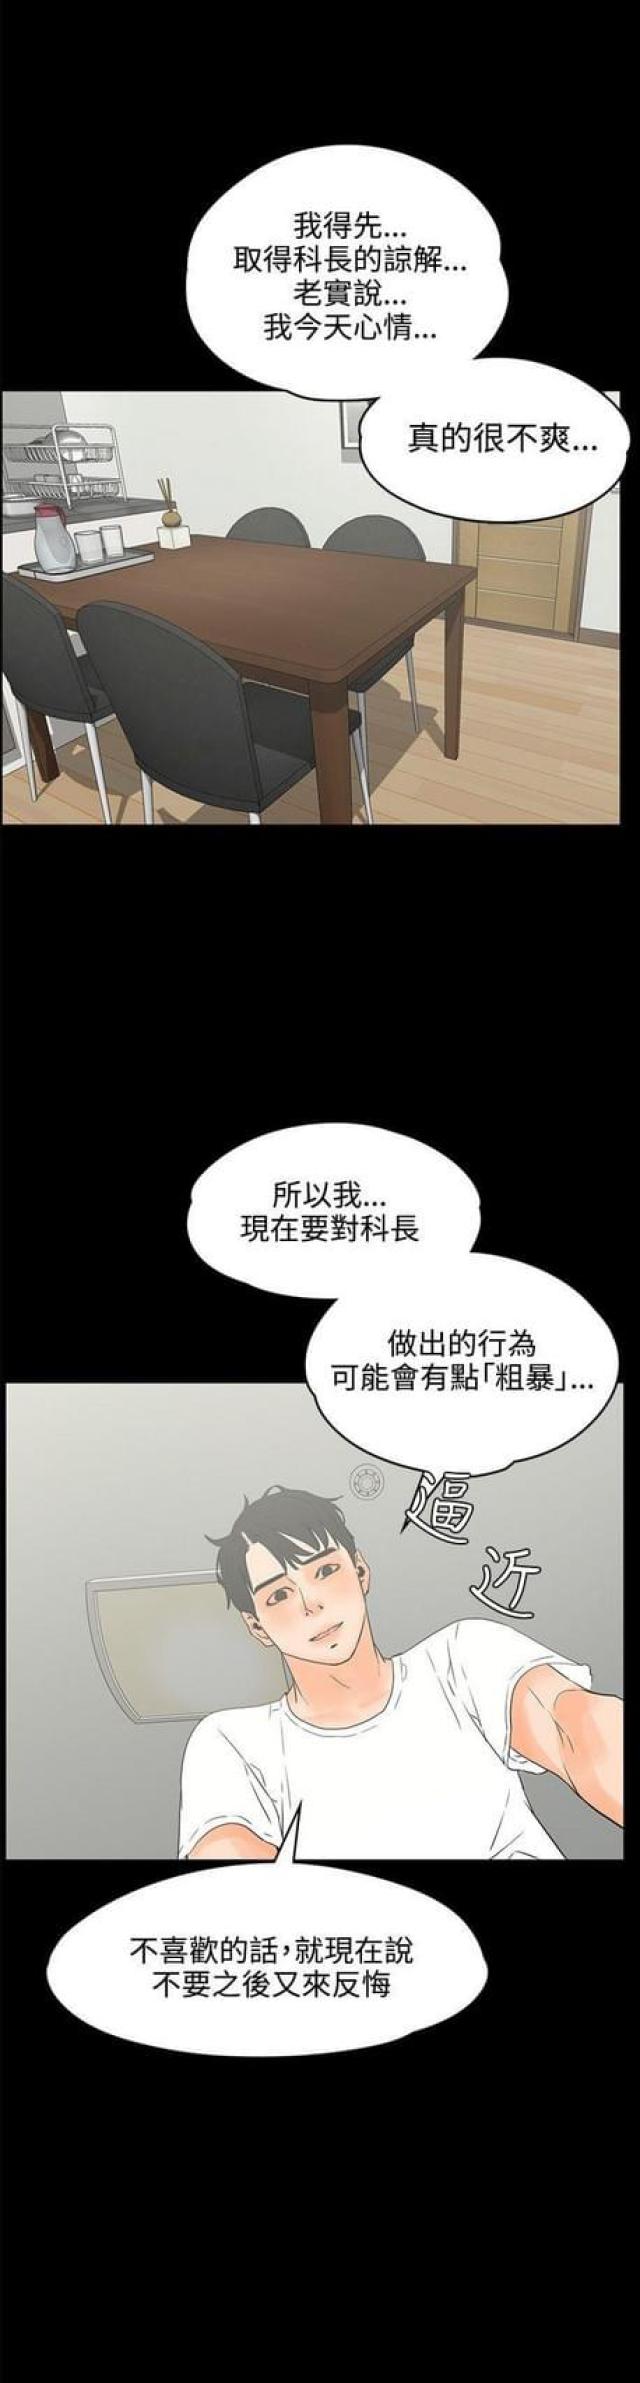 我得先...
取得科長的諒解...
老實說...
我今天心情...
真的很不爽...
所以我...
現在要對科長
做出的行為
可能會有點「粗暴」...
逼近
不喜歡的話，就現在說
不要之後又來反悔